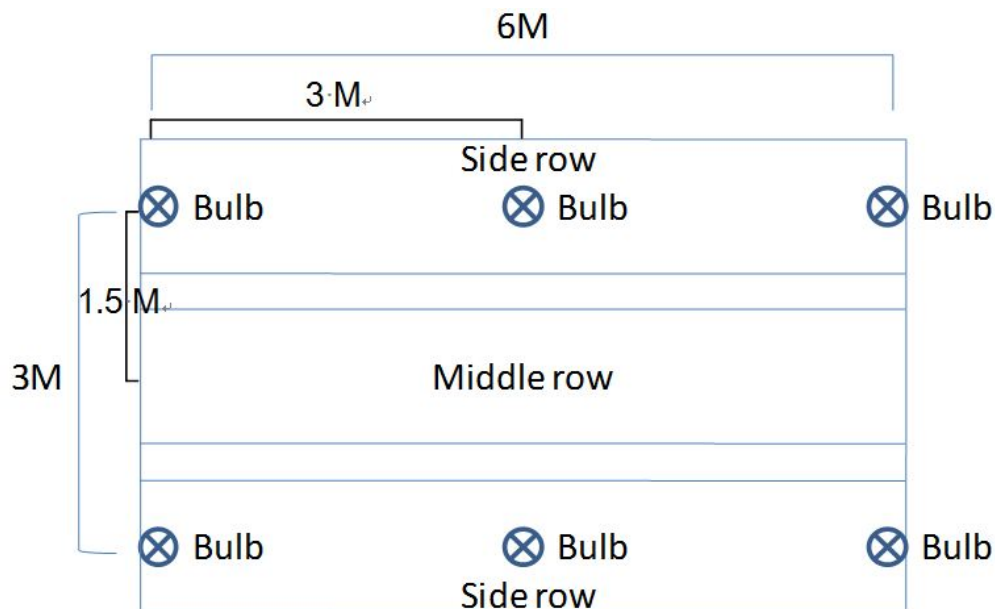 6M
3·M↵
Side row
Bulb Bulb Bulb
1.5·M↵
3M
Middle row
Bulb Bulb Bulb
Side row